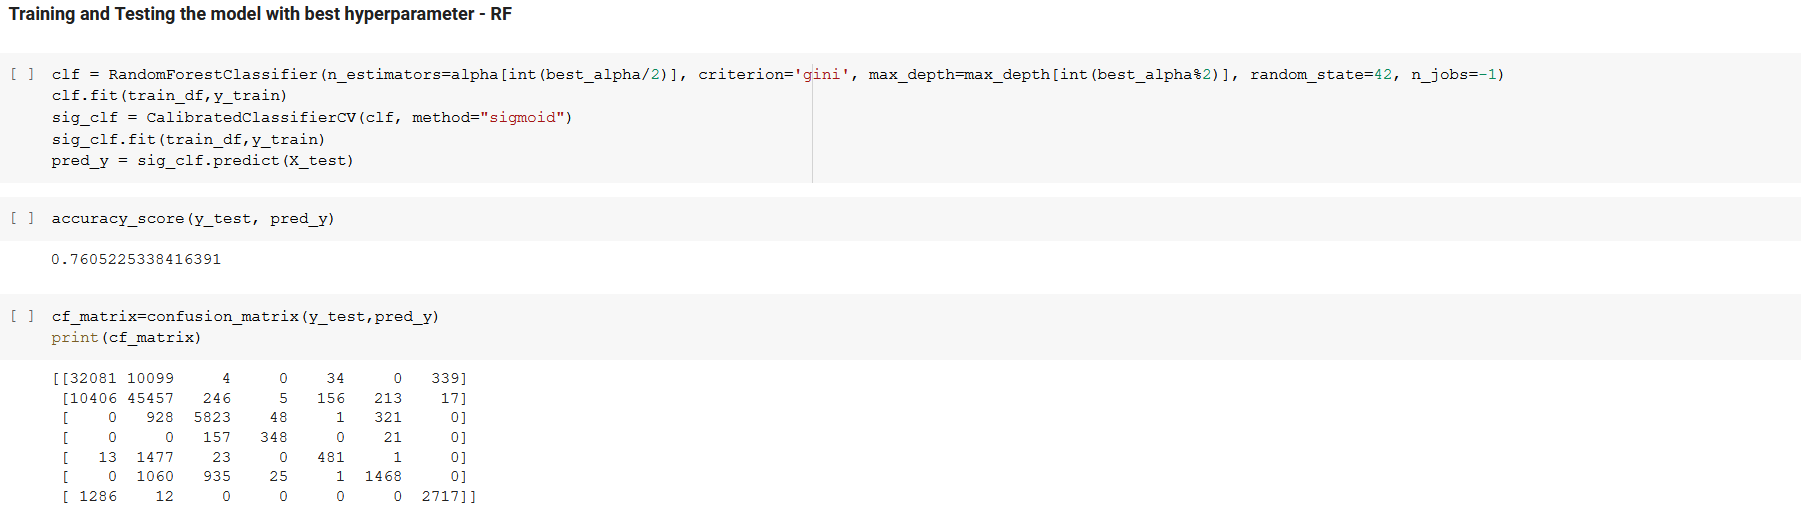 Training and Testing the model with best hyperparameter - RF
[ ] clf = RandomForestClassifier(n_estimators=alpha[int(best_alpha/2)], criterion='gini', max_depth=max_depth[int(best_alpha%2)], random_state=42, n_jobs=-1)
clf.fit(train_df,y_train)
sig_clf = CalibratedClassifierCV(clf, method="sigmoid")
sig_clf.fit(train_df,y_train)
pred_y = sig_clf.predict(X_test)
[ ] accuracy_score(y_test, pred_y)
0.7605225338416391
[ ] cf_matrix=confusion_matrix(y_test,pred_y)
print(cf_matrix)
[[32081 10099 4 0 34 0 339]
[10406 45457 246 5 156 213 17]
[ 0 928 5823 48 1 321 0]
[ 0 0 157 348 0 21 0]
[ 13 1477 23 0 481 1 0]
[ 0 1060 935 25 1 1468 0]
[ 1286 12 0 0 0 0 2717]]